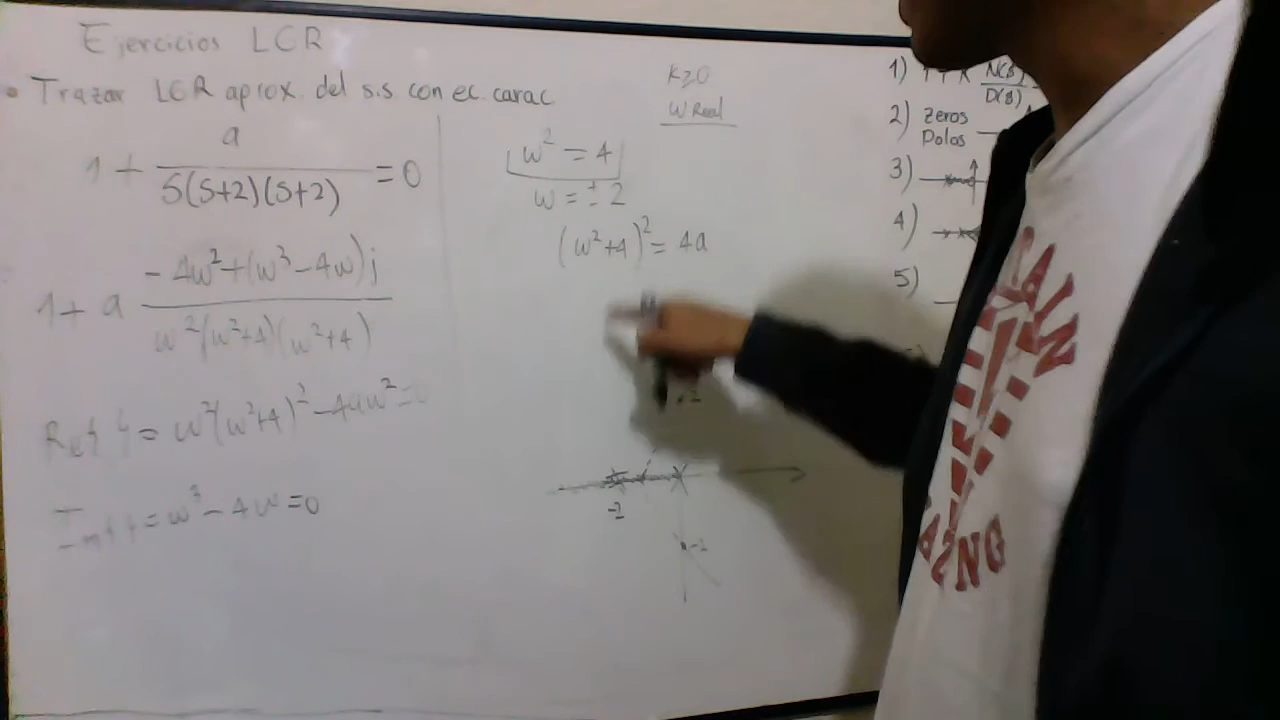 Ejercicios LCR
• Trazar LCR aprox. del s.s. con ec. carac
1 + a / S(S+2)(S+2) = 0
1 + a (-4w² + (w³ - 4w)j) / (w²(w²+4)(w²+4))
Re{ } = w²(w²+4)² - 4aw² = 0
Im{ } = w³ - 4w = 0
K≥0
w Real
w² = 4
w = ± 2
(w²+4)² = 4a
-2
-2
1) 1 + K N(S) / D(S)
2) zeros
Polos
3)
4)
5)